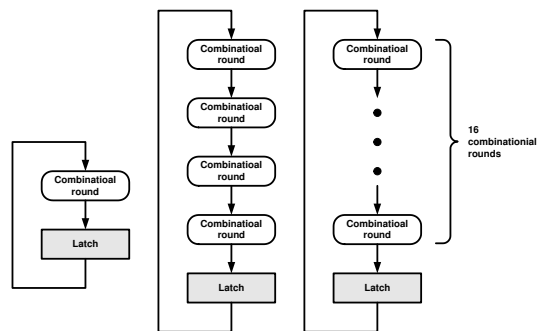 Combinatioal
round
Latch
Combinatioal
round
Combinatioal
round
Combinatioal
round
Combinatioal
round
Latch
Combinatioal
round
Combinatioal
round
Latch
16
combinationial
rounds